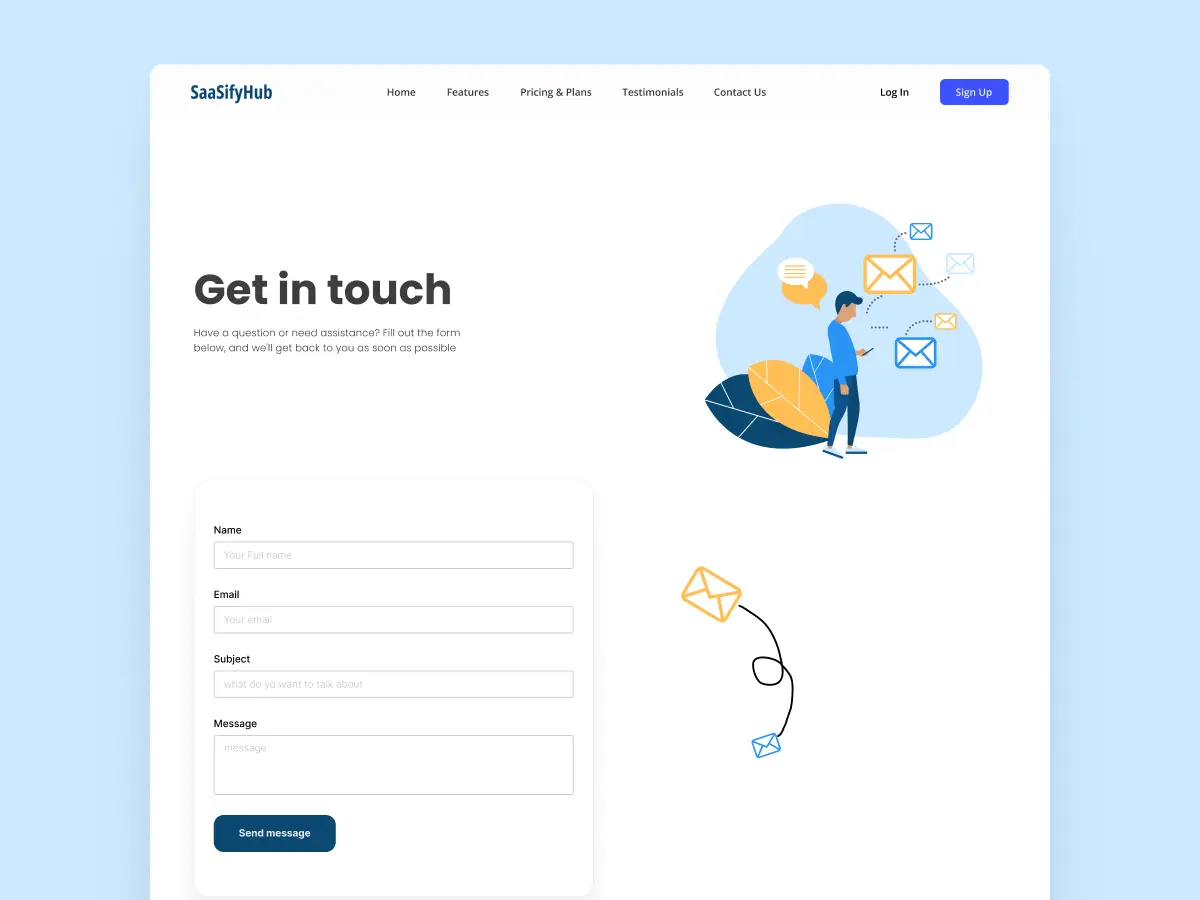 SaaSifyHub
Home
Features
Pricing & Plans
Testimonials
Contact Us
Log In
Sign Up
Get in touch
Have a question or need assistance? Fill out the form
below, and we'll get back to you as soon as possible
Name
Your Full name
Email
Your email
Subject
what do yo want to talk about
Message
message
Send message